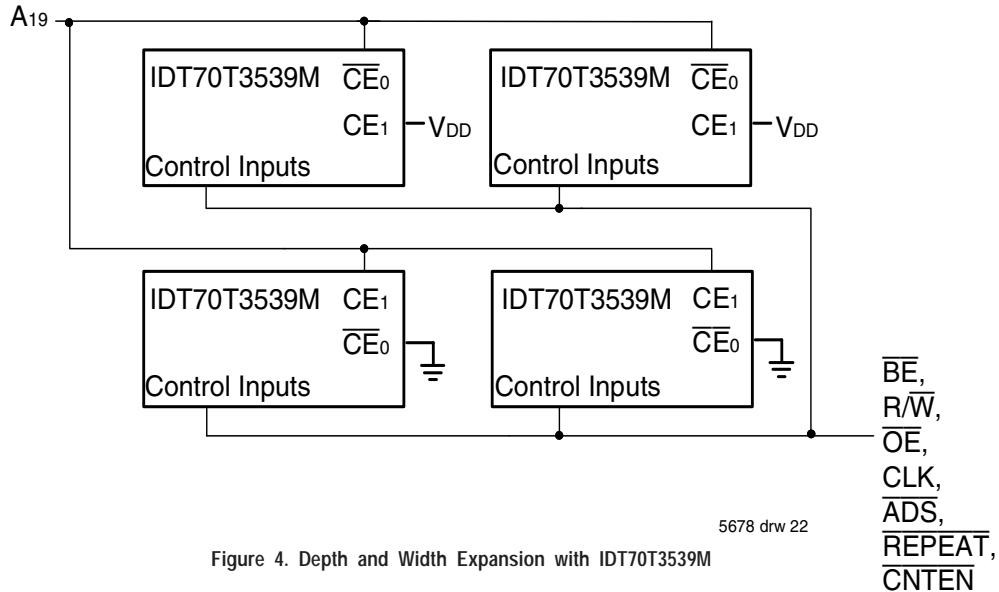 A19
IDT70T3539M CE0
CE1
VDD
Control Inputs
IDT70T3539M CE0
CE1
VDD
Control Inputs
IDT70T3539M CE1
CE0
Control Inputs
IDT70T3539M CE1
CE0
Control Inputs
BE,
R/W,
OE,
CLK,
ADS,
REPEAT,
CNTEN
5678 drw 22
Figure 4. Depth and Width Expansion with IDT70T3539M